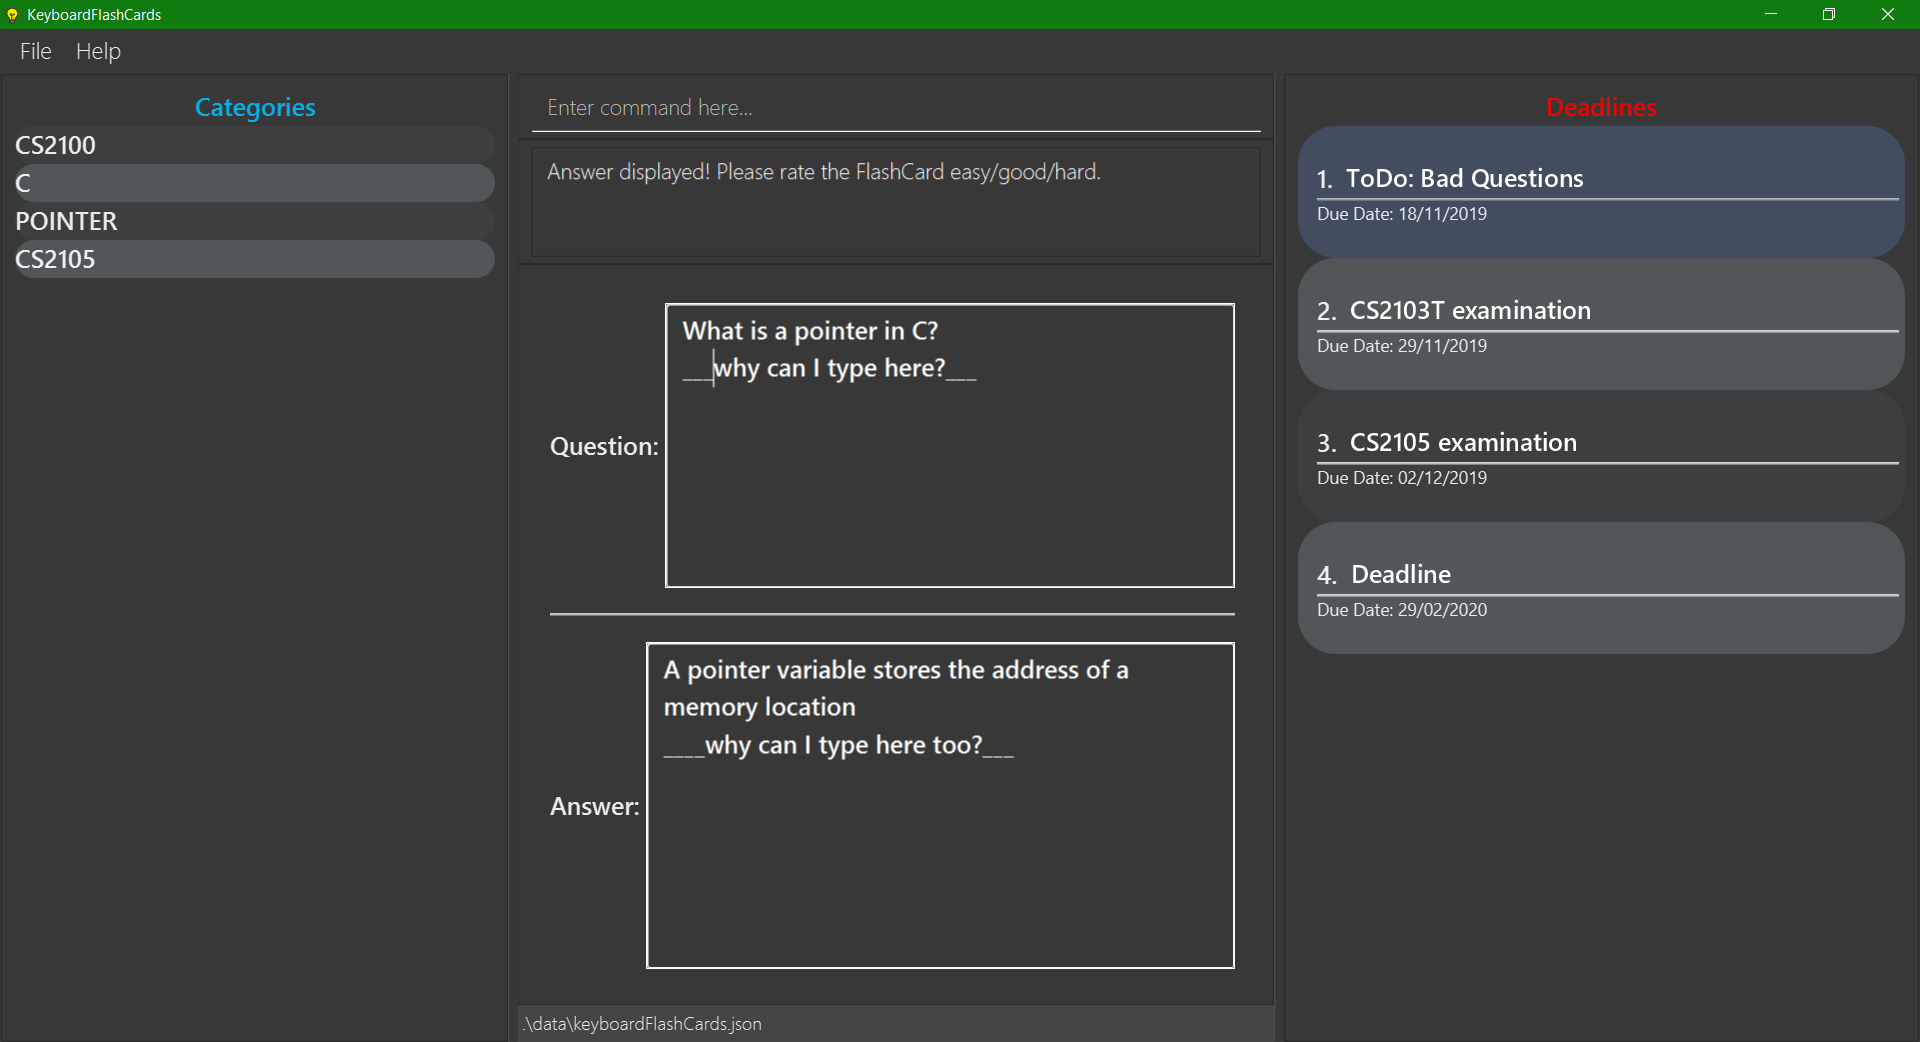 KeyboardFlashCards
File Help
Categories
CS2100
C
POINTER
CS2105
Enter command here...
Answer displayed! Please rate the FlashCard easy/good/hard.
Question:
What is a pointer in C?
___why can I type here?___
Answer:
A pointer variable stores the address of a
memory location
____why can I type here too?___
.\data\keyboardFlashCards.json
Deadlines
1. ToDo: Bad Questions
Due Date: 18/11/2019
2. CS2103T examination
Due Date: 29/11/2019
3. CS2105 examination
Due Date: 02/12/2019
4. Deadline
Due Date: 29/02/2020